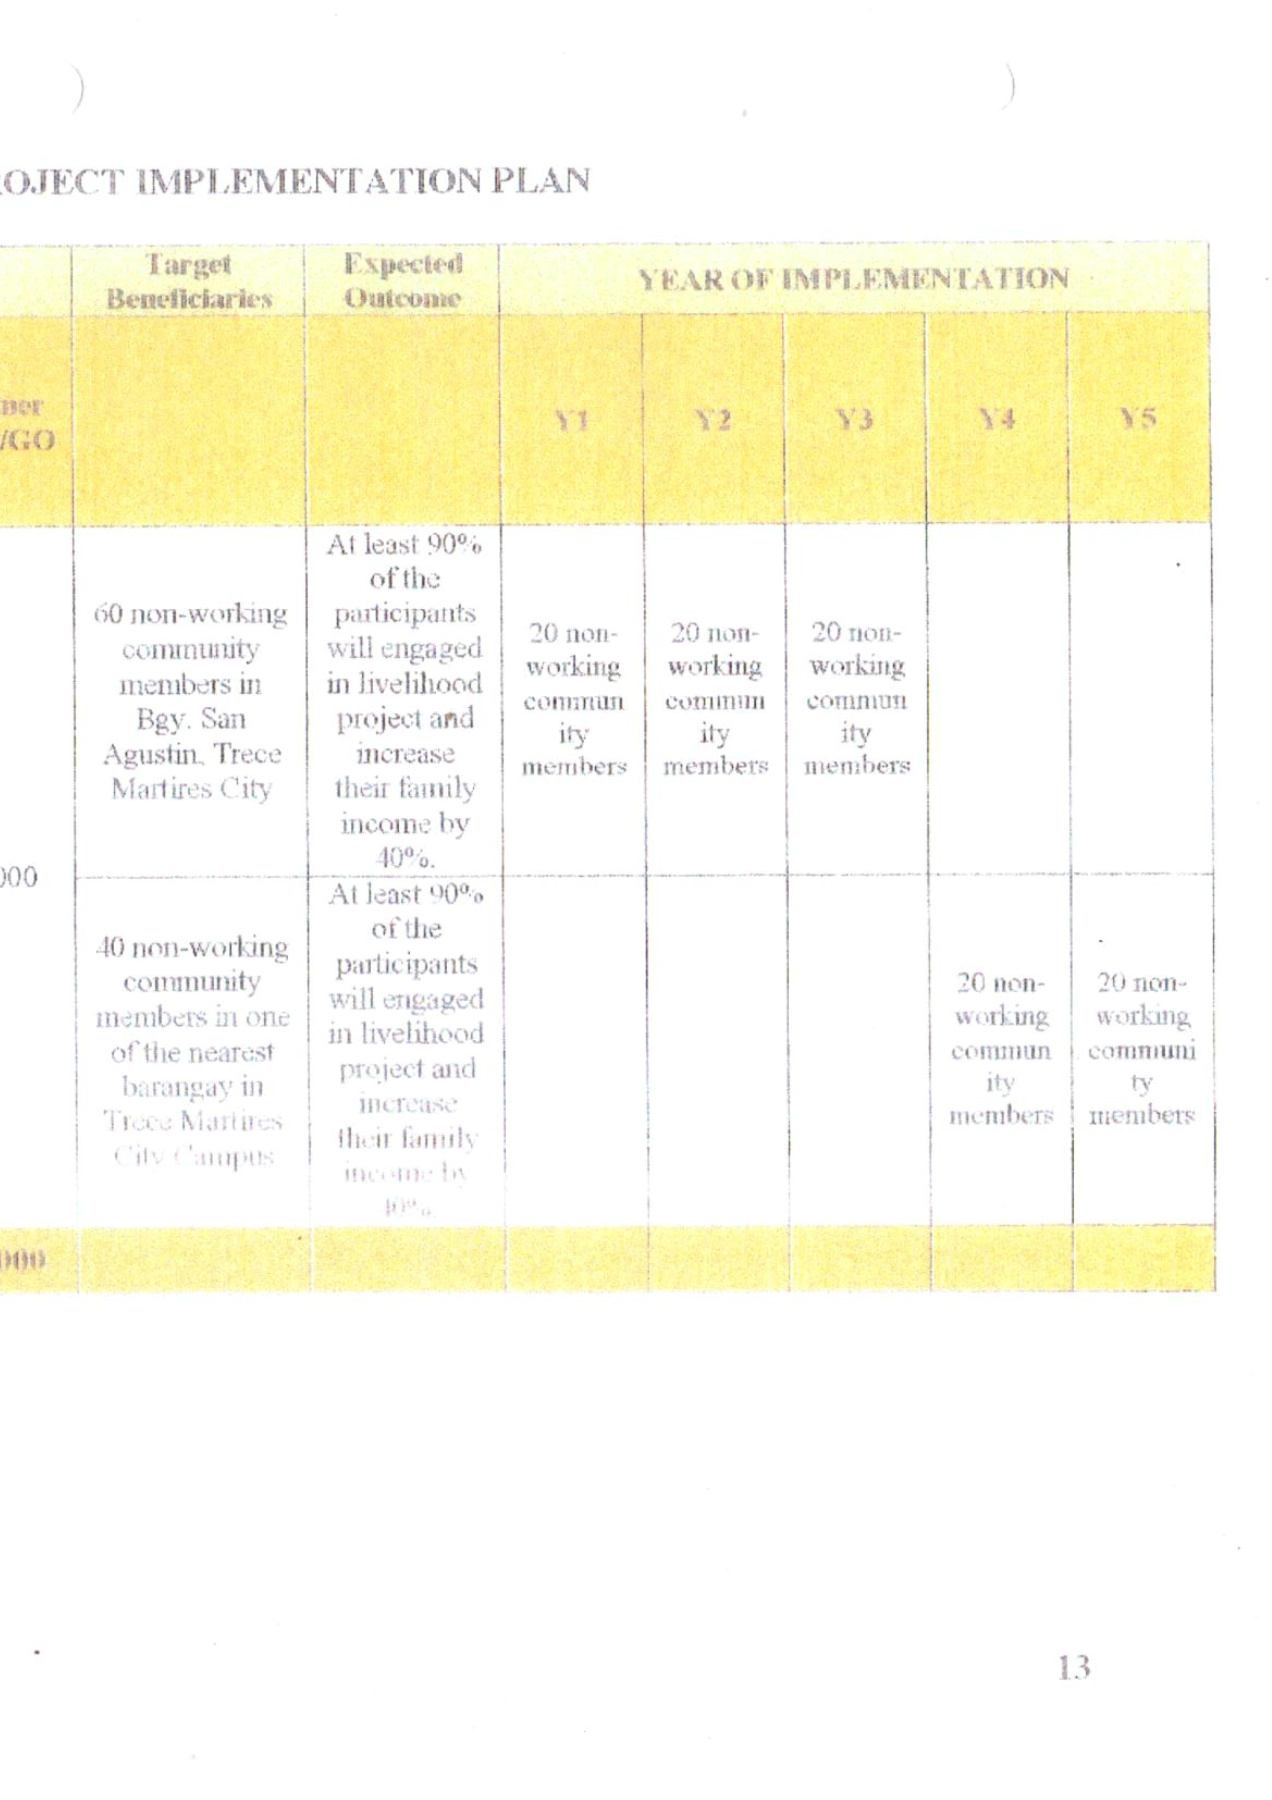 OJECT IMPLEMENTATION PLAN
Target
Beneficiaries
Expected
Outcome
YEAR OF IMPLEMENTATION
ner
/GO
Y1
Y2
Y3
Y4
Y5
000
60 non-working
community
members in
Bgy. San
Agustin, Trece
Martires City
At least 90%
of the
participants
will engaged
in livelihood
project and
increase
their family
income by
40%.
20 non-
working
commun
ity
members
20 non-
working
commun
ity
members
20 non-
working
commun
ity
members
40 non-working
community
members in one
of the nearest
barangay in
Trece Martires
City Campus
At least 90%
of the
participants
will engaged
in livelihood
project and
increase
their family
income by
40%.
20 non-
working
commun
ity
members
20 non-
working
communi
ty
members
000
13